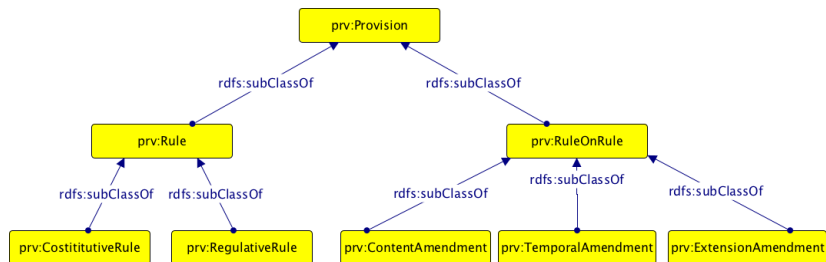 prv:Provision
rdfs:subClassOf
rdfs:subClassOf
prv:Rule
prv:RuleOnRule
rdfs:subClassOf
rdfs:subClassOf
rdfs:subClassOf
rdfs:subClassOf
rdfs:subClassOf
prv:CostititutiveRule
prv:RegulativeRule
prv:ContentAmendment
prv:TemporalAmendment
prv:ExtensionAmendment